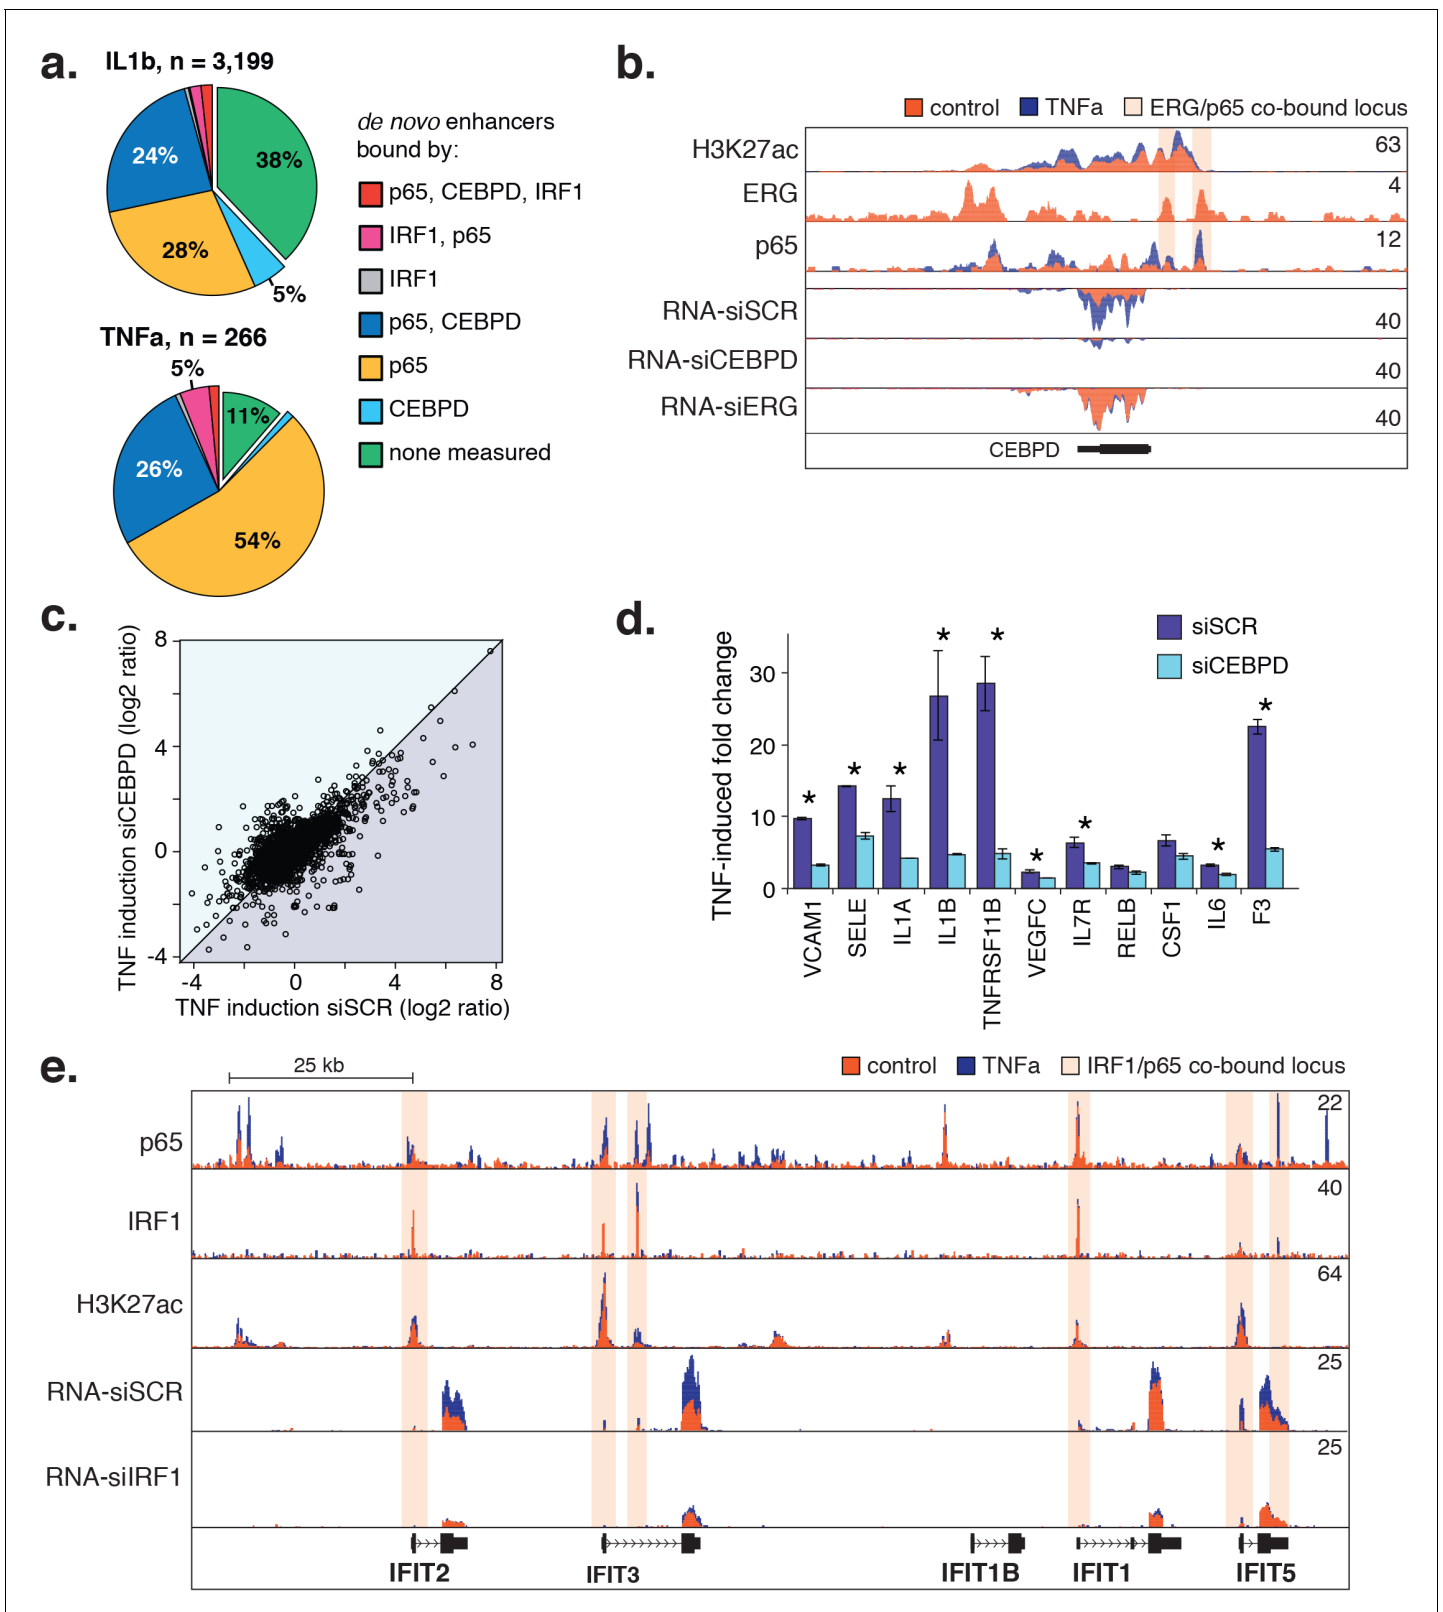 a.
IL1b, n = 3,199
38%
24%
28%
5%
TNFa, n = 266
5%
11%
26%
54%
de novo enhancers
bound by:
p65, CEBPD, IRF1
IRF1, p65
IRF1
p65, CEBPD
p65
CEBPD
none measured
b.
control TNFa ERG/p65 co-bound locus
H3K27ac 63
ERG 4
p65 12
RNA-siSCR 40
RNA-siCEBPD 40
RNA-siERG 40
CEBPD
c.
TNF induction siCEBPD (log2 ratio)
8
4
0
-4
-4 0 4 8
TNF induction siSCR (log2 ratio)
d.
siSCR
siCEBPD
TNF-induced fold change
30
20
10
0
* * * * * * * * *
VCAM1 SELE IL1A IL1B TNFRSF11B VEGFC IL7R RELB CSF1 IL6 F3
e.
25 kb
control TNFa IRF1/p65 co-bound locus
p65 22
IRF1 40
H3K27ac 64
RNA-siSCR 25
RNA-siIRF1 25
IFIT2 IFIT3 IFIT1B IFIT1 IFIT5